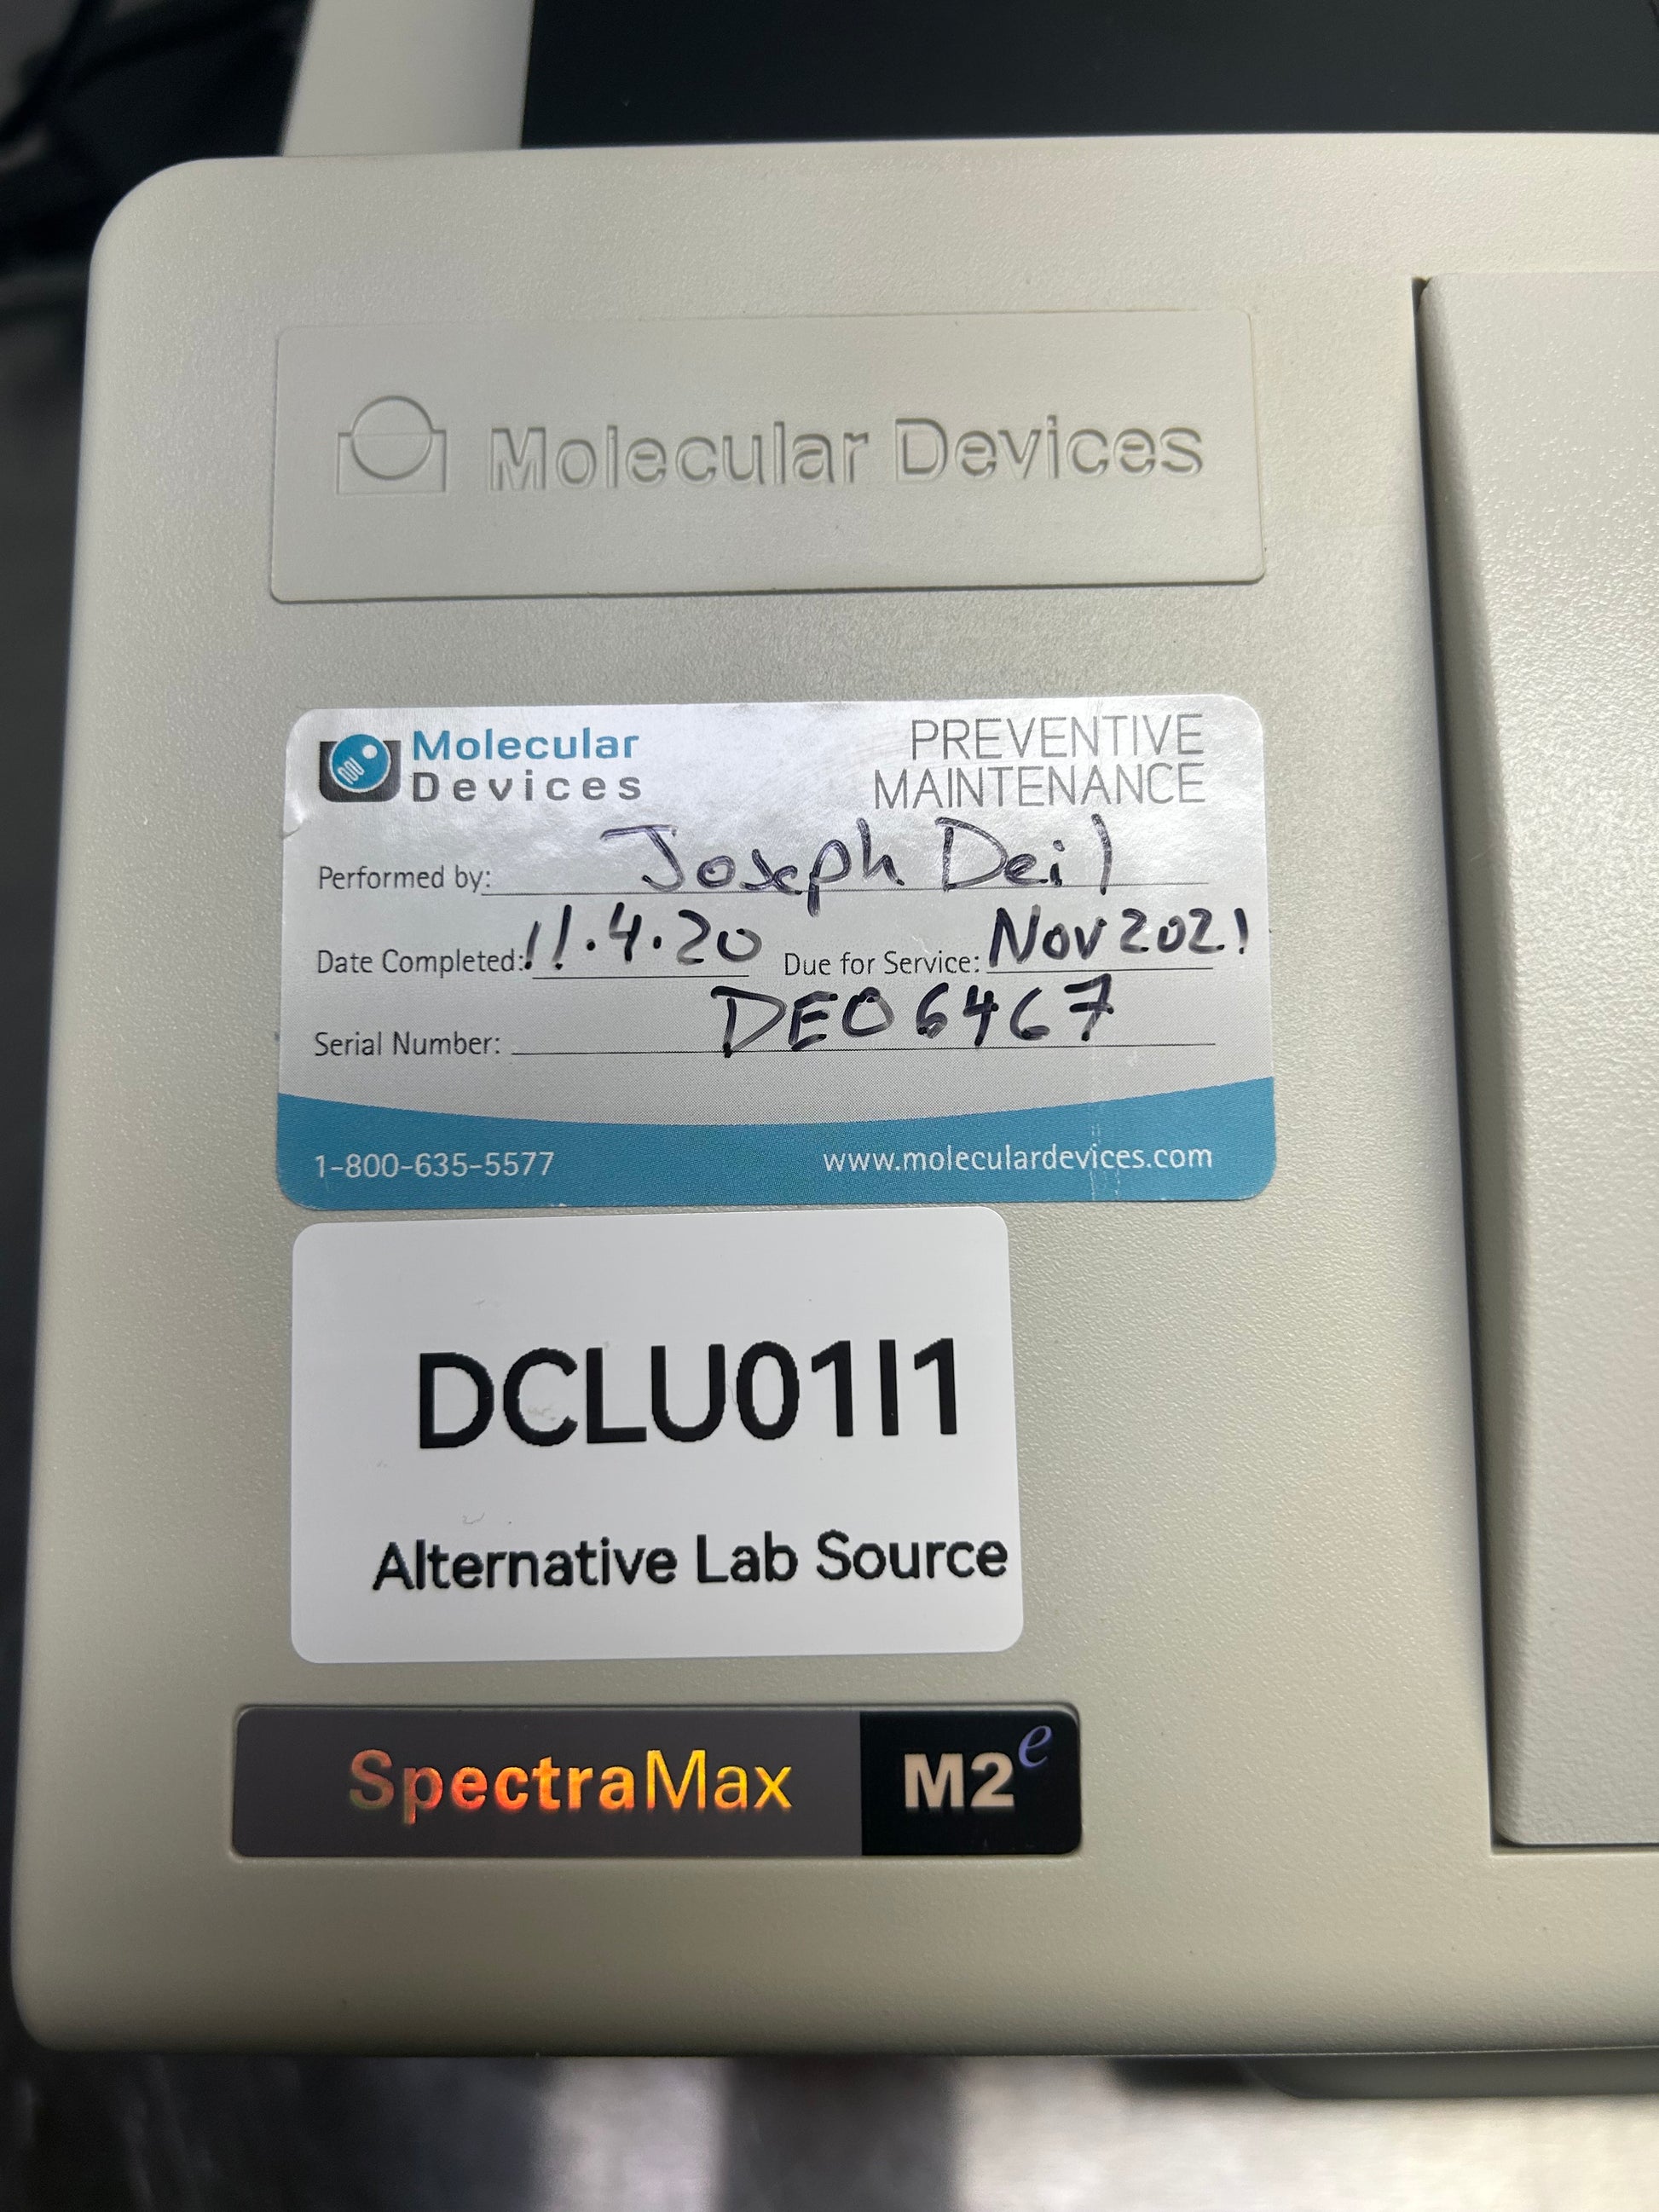 Molecular Devices
Molecular
Devices
PREVENTIVE
MAINTENANCE
Performed by: Joseph Deil
Date Completed: 11.4.20 Due for Service: Nov 2021
Serial Number: DE06467
1-800-635-5577 www.moleculardevices.com
DCLU01I1
Alternative Lab Source
SpectraMax M2e